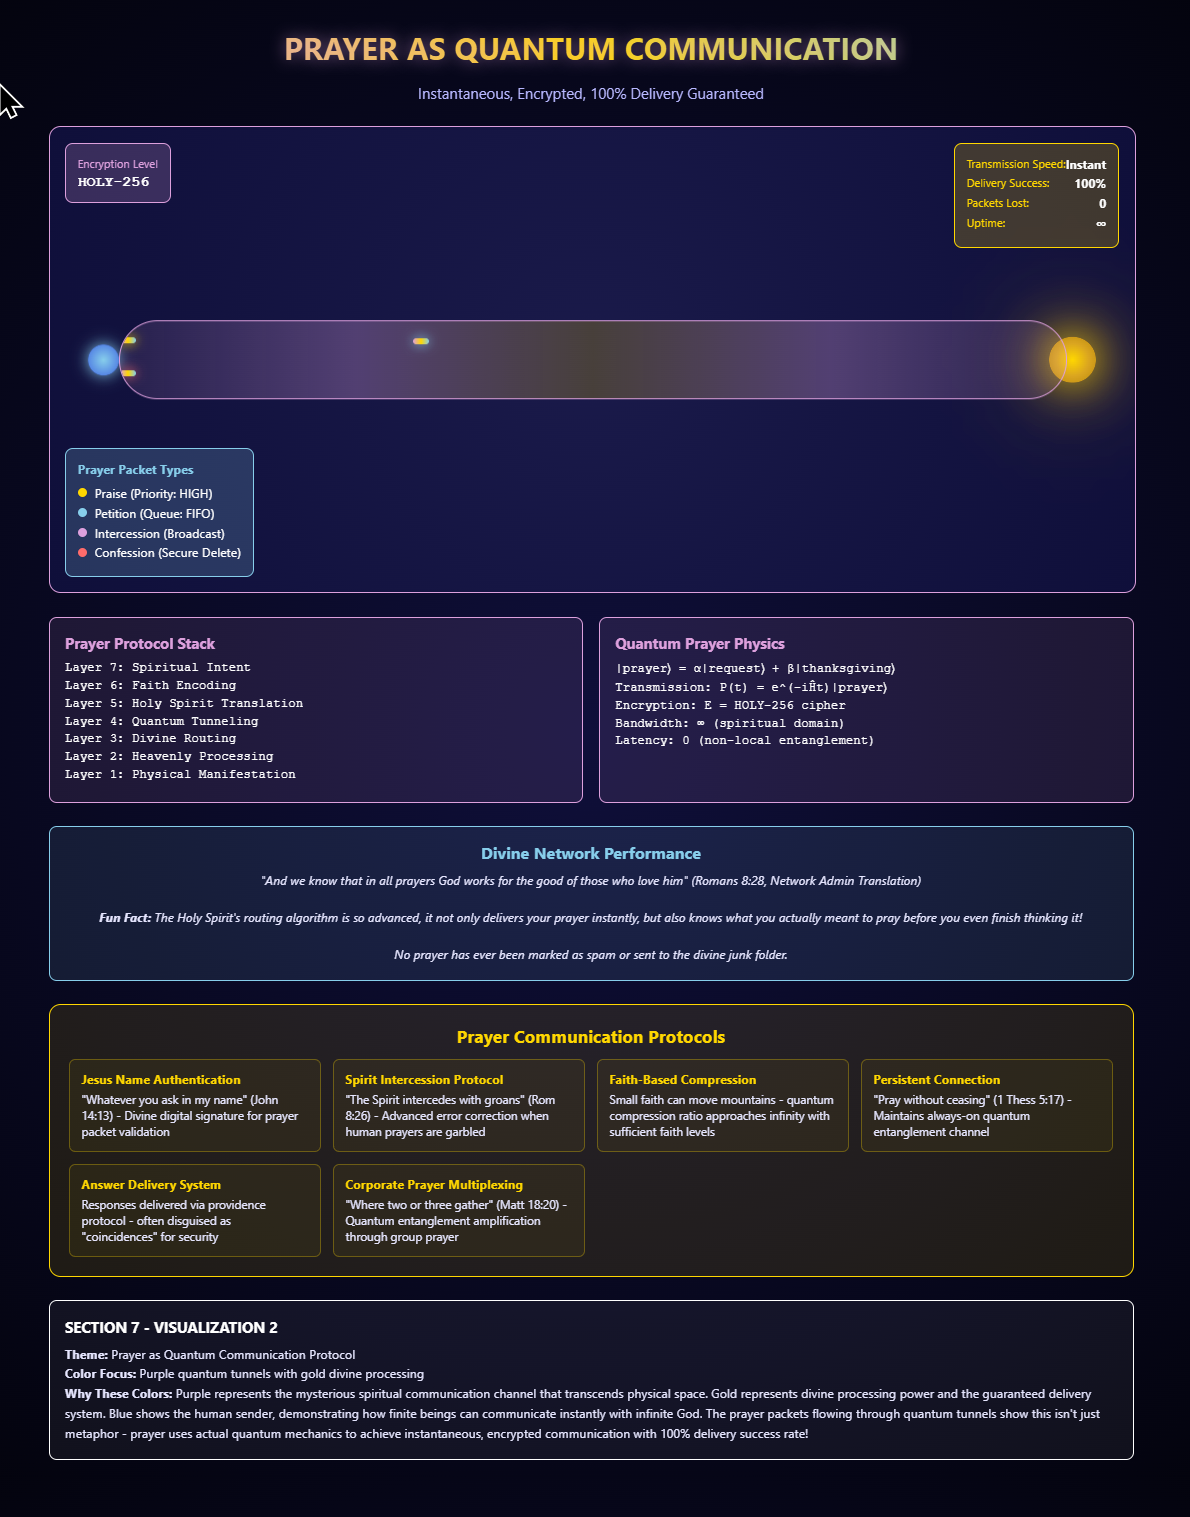 PRAYER AS QUANTUM COMMUNICATION
Instantaneous, Encrypted, 100% Delivery Guaranteed
Encryption Level
HOLY-256
Transmission Speed:Instant
Delivery Success: 100%
Packets Lost: 0
Uptime: ∞
Prayer Packet Types
Praise (Priority: HIGH)
Petition (Queue: FIFO)
Intercession (Broadcast)
Confession (Secure Delete)
Prayer Protocol Stack
Layer 7: Spiritual Intent
Layer 6: Faith Encoding
Layer 5: Holy Spirit Translation
Layer 4: Quantum Tunneling
Layer 3: Divine Routing
Layer 2: Heavenly Processing
Layer 1: Physical Manifestation
Quantum Prayer Physics
|prayer⟩ = α|request⟩ + β|thanksgiving⟩
Transmission: P(t) = e^(-iĤt)|prayer⟩
Encryption: E = HOLY-256 cipher
Bandwidth: ∞ (spiritual domain)
Latency: 0 (non-local entanglement)
Divine Network Performance
"And we know that in all prayers God works for the good of those who love him" (Romans 8:28, Network Admin Translation)
Fun Fact: The Holy Spirit's routing algorithm is so advanced, it not only delivers your prayer instantly, but also knows what you actually meant to pray before you even finish thinking it!
No prayer has ever been marked as spam or sent to the divine junk folder.
Prayer Communication Protocols
Jesus Name Authentication
"Whatever you ask in my name" (John
14:13) - Divine digital signature for prayer
packet validation
Spirit Intercession Protocol
"The Spirit intercedes with groans" (Rom
8:26) - Advanced error correction when
human prayers are garbled
Faith-Based Compression
Small faith can move mountains - quantum
compression ratio approaches infinity with
sufficient faith levels
Persistent Connection
"Pray without ceasing" (1 Thess 5:17) -
Maintains always-on quantum
entanglement channel
Answer Delivery System
Responses delivered via providence
protocol - often disguised as
"coincidences" for security
Corporate Prayer Multiplexing
"Where two or three gather" (Matt 18:20) -
Quantum entanglement amplification
through group prayer
SECTION 7 - VISUALIZATION 2
Theme: Prayer as Quantum Communication Protocol
Color Focus: Purple quantum tunnels with gold divine processing
Why These Colors: Purple represents the mysterious spiritual communication channel that transcends physical space. Gold represents divine processing power and the guaranteed delivery
system. Blue shows the human sender, demonstrating how finite beings can communicate instantly with infinite God. The prayer packets flowing through quantum tunnels show this isn't just
metaphor - prayer uses actual quantum mechanics to achieve instantaneous, encrypted communication with 100% delivery success rate!